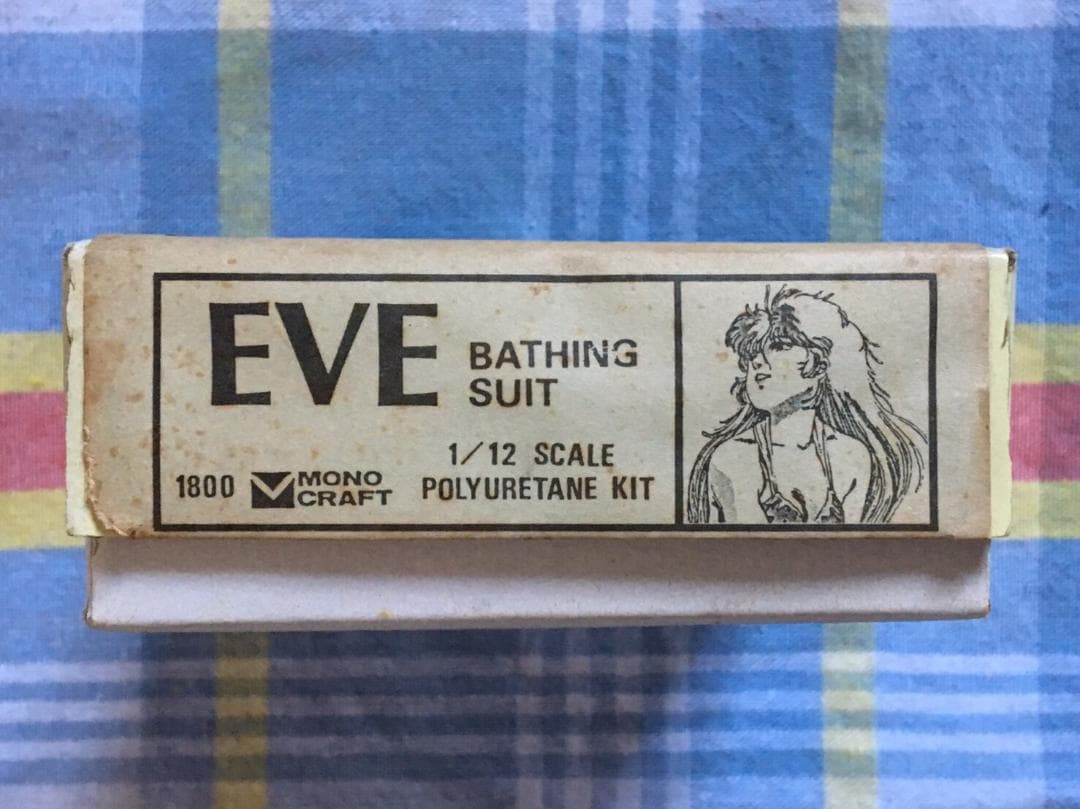 EVE BATHING
SUIT
1/12 SCALE
1800 MONO CRAFT POLYURETANE KIT